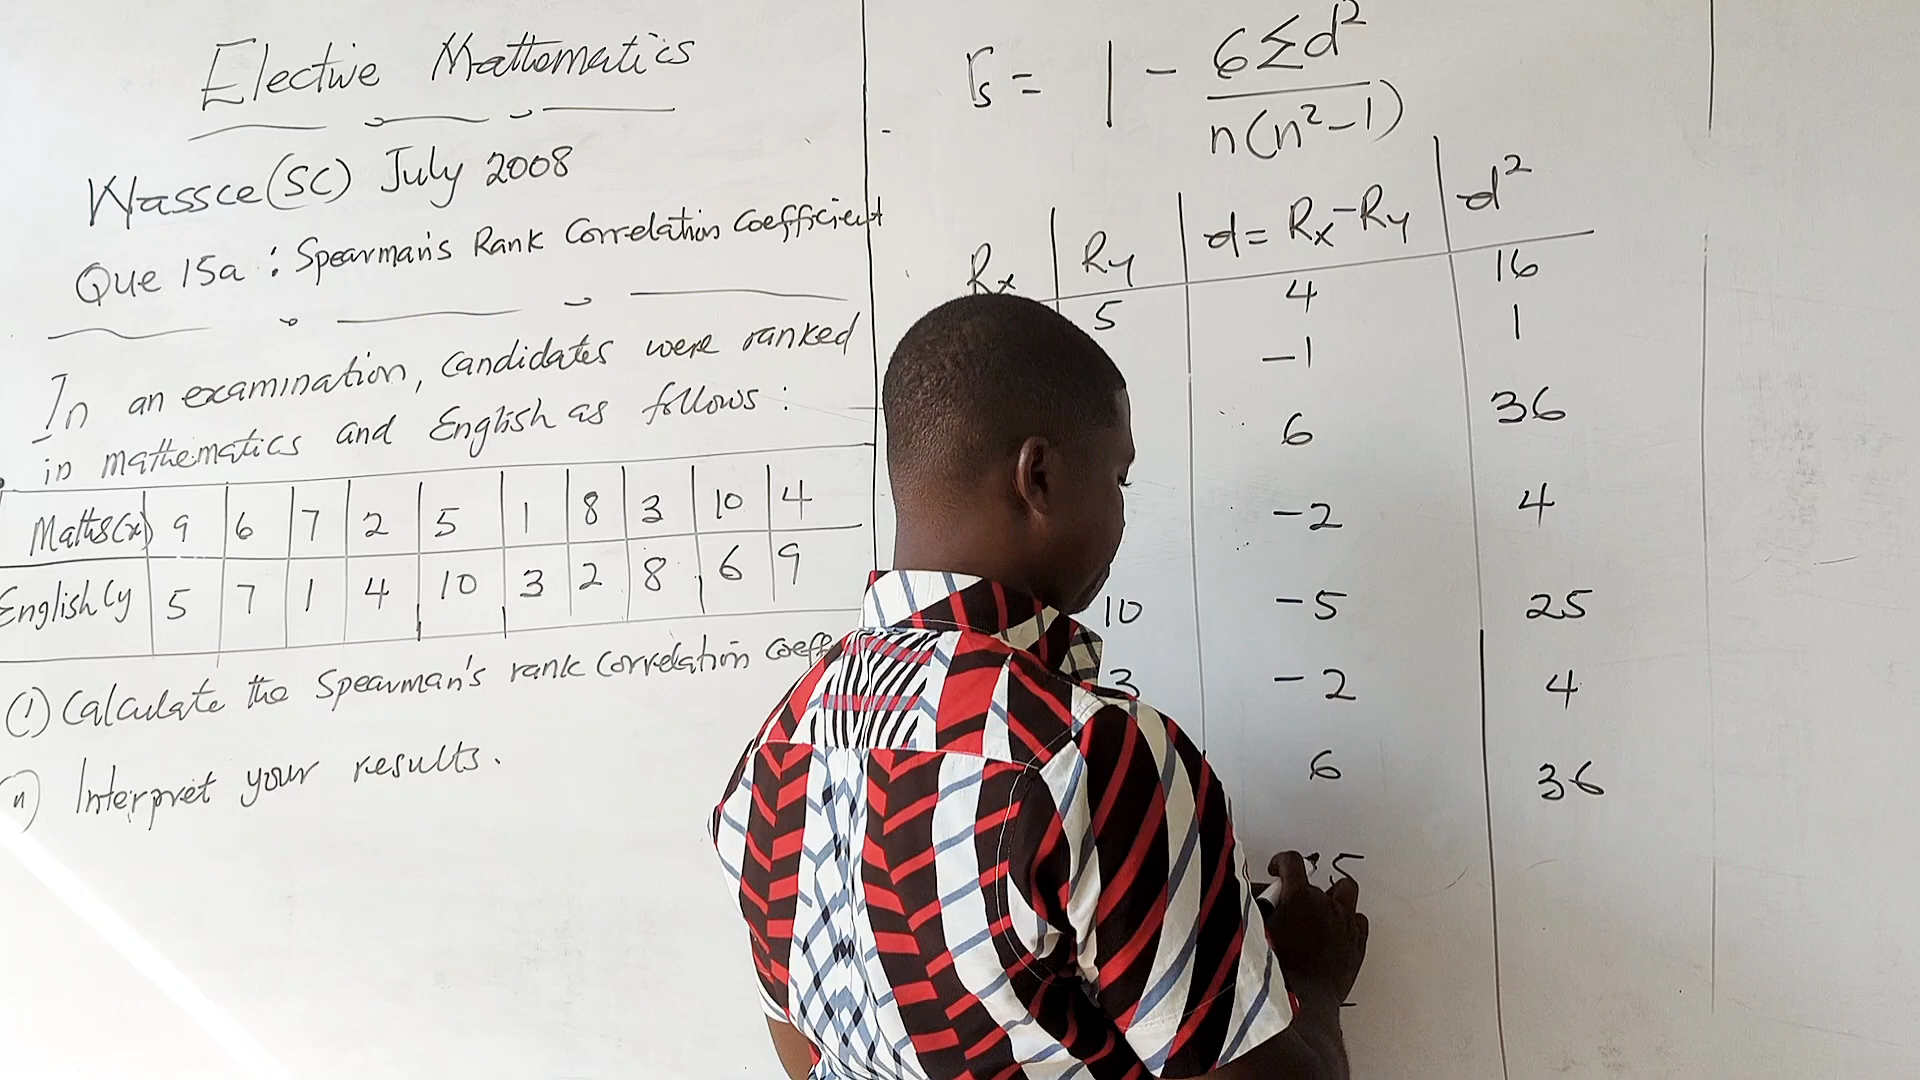 Elective Mathematics
Wassce(SC) July 2008
Que 15a : Spearman's Rank Correlation Coefficient
In an examination, candidates were ranked
in mathematics and English as follows :
Maths(x) 9 6 7 2 5 1 8 3 10 4
English(y 5 7 1 4 10 3 2 8 6 9
(i) Calculate the Spearman's rank correlation coeff
(ii) Interpret your results.
rs = 1 - 6Σd² / n(n²-1)
Rx Ry d = Rx-Ry d²
5 4 16
-1 1
6 36
-2 4
10 -5 25
3 -2 4
6 36
5